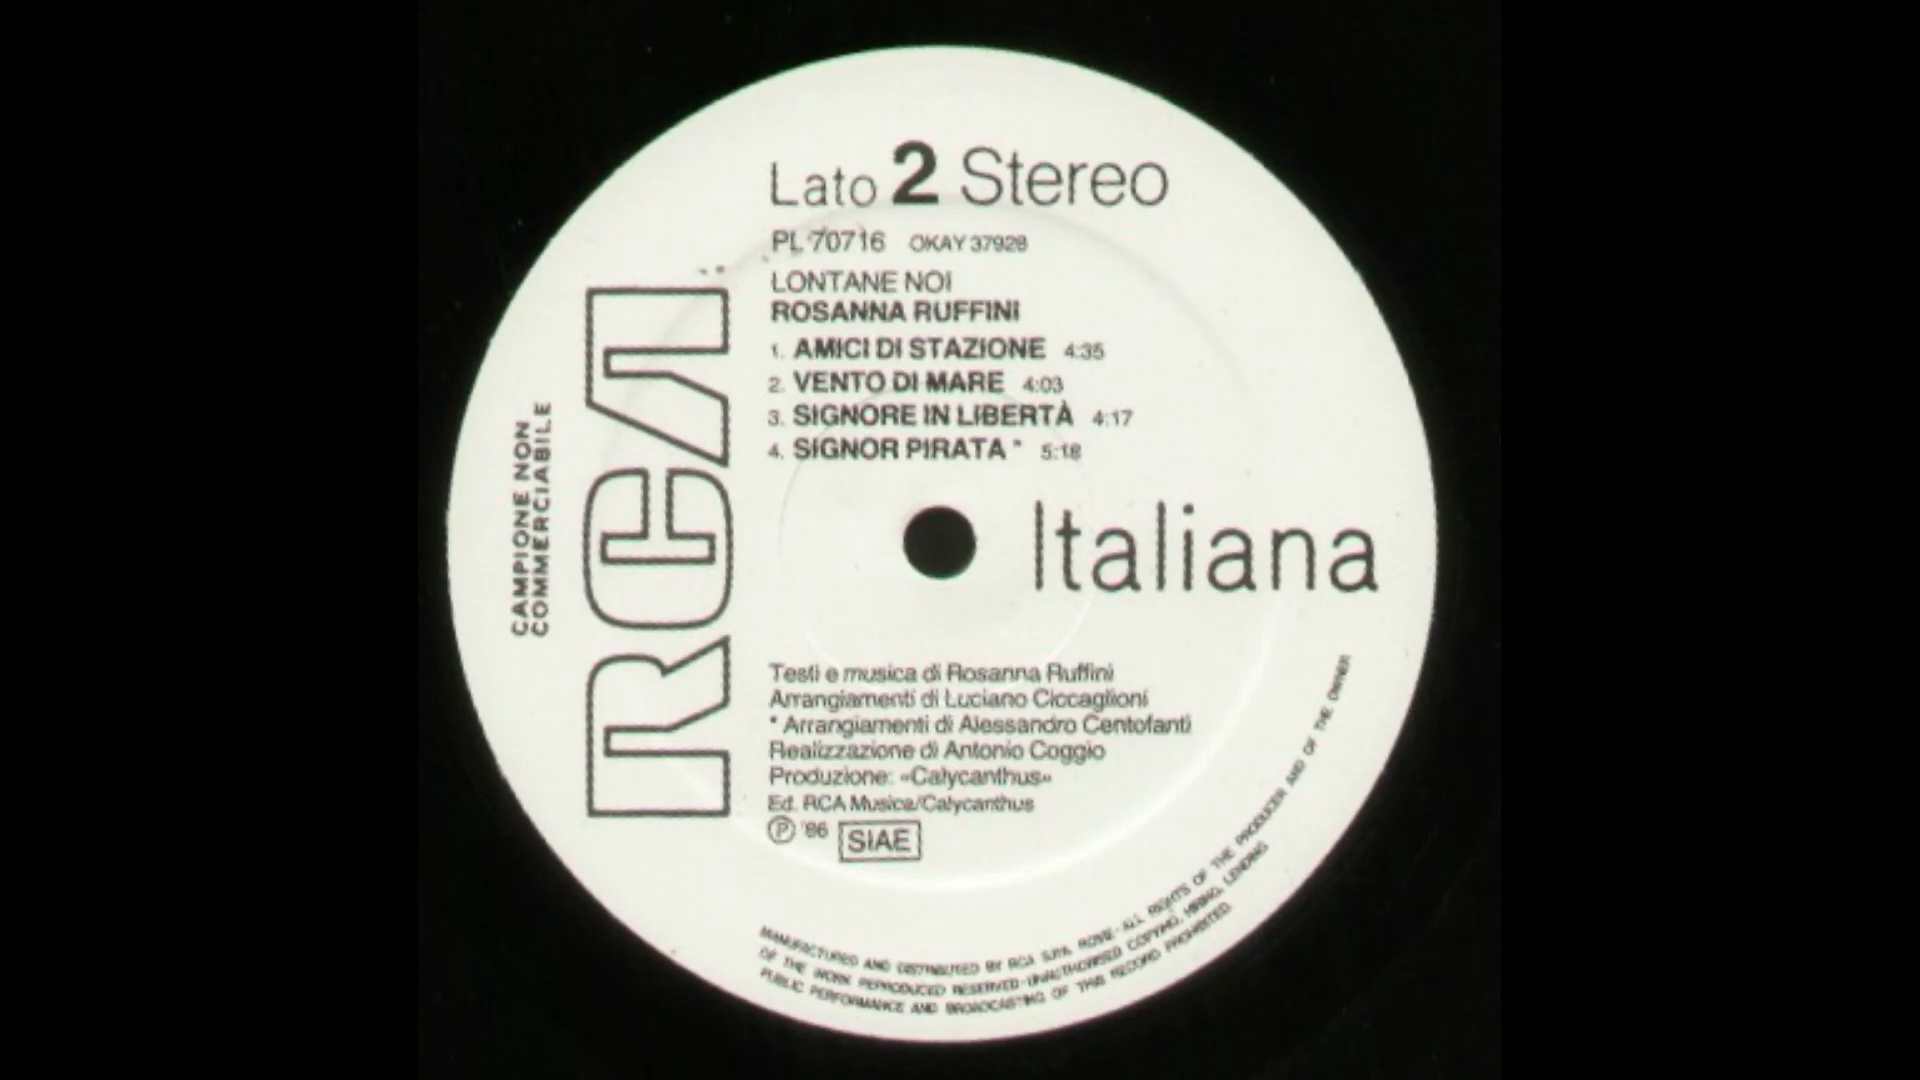 Lato 2 Stereo
PL 70716 OKAY 37928
LONTANE NOI
ROSANNA RUFFINI
1. AMICI DI STAZIONE 4:35
2. VENTO DI MARE 4:03
3. SIGNORE IN LIBERTÀ 4:17
4. SIGNOR PIRATA * 5:18
CAMPIONE NON
COMMERCIABILE
RCA
Italiana
Testi e musica di Rosanna Ruffini
Arrangiamenti di Luciano Ciccaglioni
* Arrangiamenti di Alessandro Centofanti
Realizzazione di Antonio Coggio
Produzione: «Calycanthus»
Ed. RCA Musica/Calycanthus
℗ '86 SIAE
MANUFACTURED AND DISTRIBUTED BY RCA S.P.A. ROME - ALL RIGHTS OF THE PRODUCER AND OF THE OWNER
OF THE WORK REPRODUCED RESERVED - UNAUTHORISED COPYING, HIRING, LENDING
PUBLIC PERFORMANCE AND BROADCASTING OF THIS RECORD PROHIBITED.